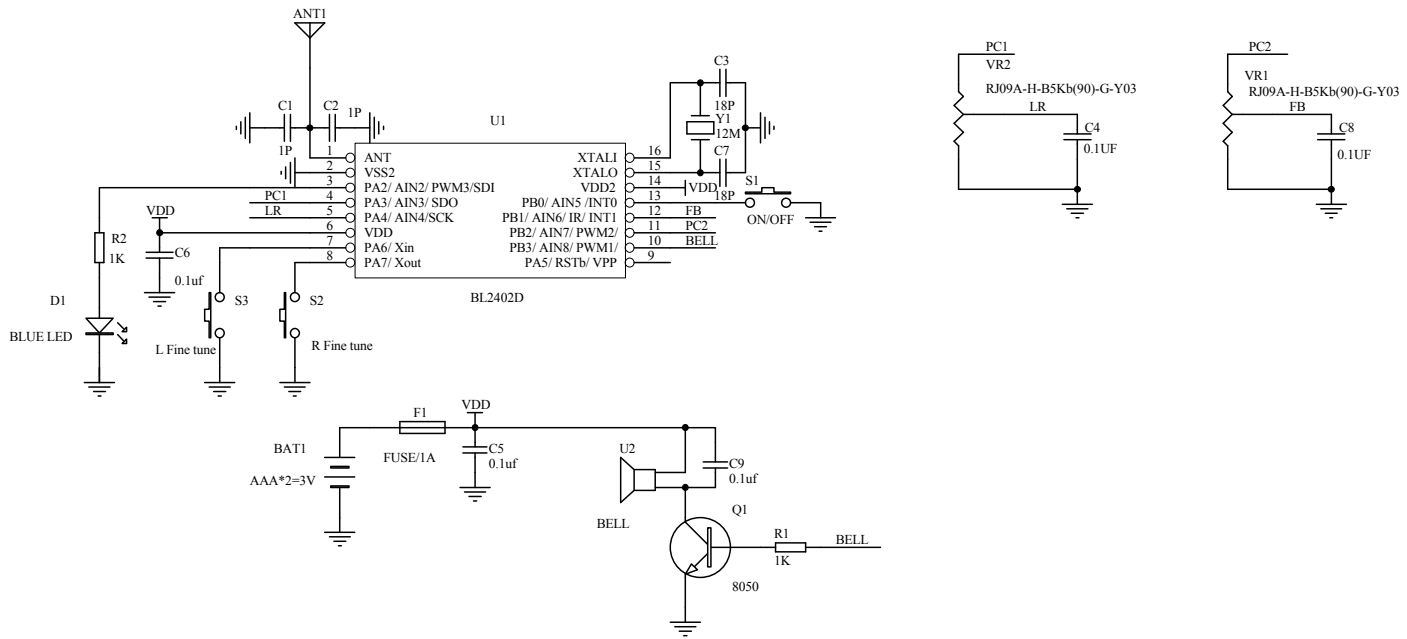 ANT1
C1
C2
1P
1P
U1
C3
18P
Y1
12M
C7
18P
1
2
3
4
5
6
7
8
ANT
VSS2
PA2/ AIN2/ PWM3/SDI
PA3/ AIN3/ SDO
PA4/ AIN4/SCK
VDD
PA6/ Xin
PA7/ Xout
XTALI
XTALO
VDD2
PB0/ AIN5 /INT0
PB1/ AIN6/ IR/ INT1
PB2/ AIN7/ PWM2/
PB3/ AIN8/ PWM1/
PA5/ RSTb/ VPP
16
15
14
13
12
11
10
9
BL2402D
PC1
LR
VDD
S1
ON/OFF
FB
PC2
BELL
VDD
R2
1K
C6
0.1uf
D1
BLUE LED
S3
L Fine tune
S2
R Fine tune
PC1
VR2
RJ09A-H-B5Kb(90)-G-Y03
LR
C4
0.1UF
PC2
VR1
RJ09A-H-B5Kb(90)-G-Y03
FB
C8
0.1UF
BAT1
AAA*2=3V
F1
FUSE/1A
VDD
C5
0.1uf
U2
BELL
C9
0.1uf
Q1
8050
R1
1K
BELL